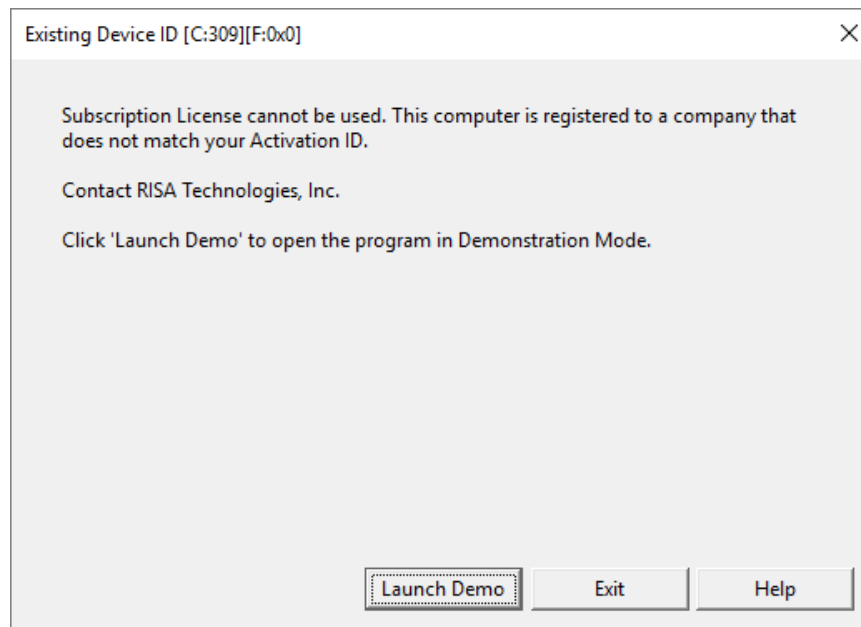 Existing Device ID [C:309][F:0x0]
Subscription License cannot be used. This computer is registered to a company that
does not match your Activation ID.
Contact RISA Technologies, Inc.
Click 'Launch Demo' to open the program in Demonstration Mode.
Launch Demo
Exit
Help